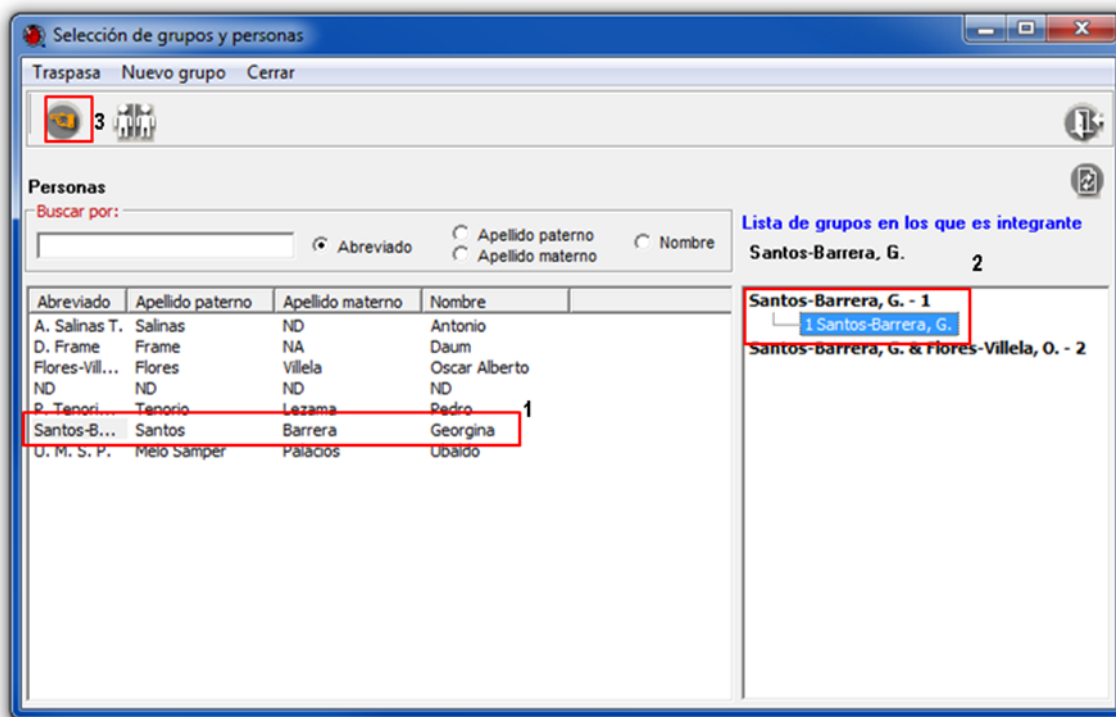 Selección de grupos y personas
Traspasa Nuevo grupo Cerrar
3
Personas
Buscar por:
Abreviado
Apellido paterno
Apellido materno
Nombre
Lista de grupos en los que es integrante
Santos-Barrera, G.
2
Abreviado Apellido paterno Apellido materno Nombre
A. Salinas T. Salinas ND Antonio
D. Frame Frame NA Daum
Flores-Vill... Flores Villela Oscar Alberto
ND ND ND ND
P. Tenori... Tenorio Lezama Pedro
1
Santos-B... Santos Barrera Georgina
U. M. S. P. Melo Samper Palacios Ubaldo
Santos-Barrera, G. - 1
1 Santos-Barrera, G.
Santos-Barrera, G. & Flores-Villela, O. - 2